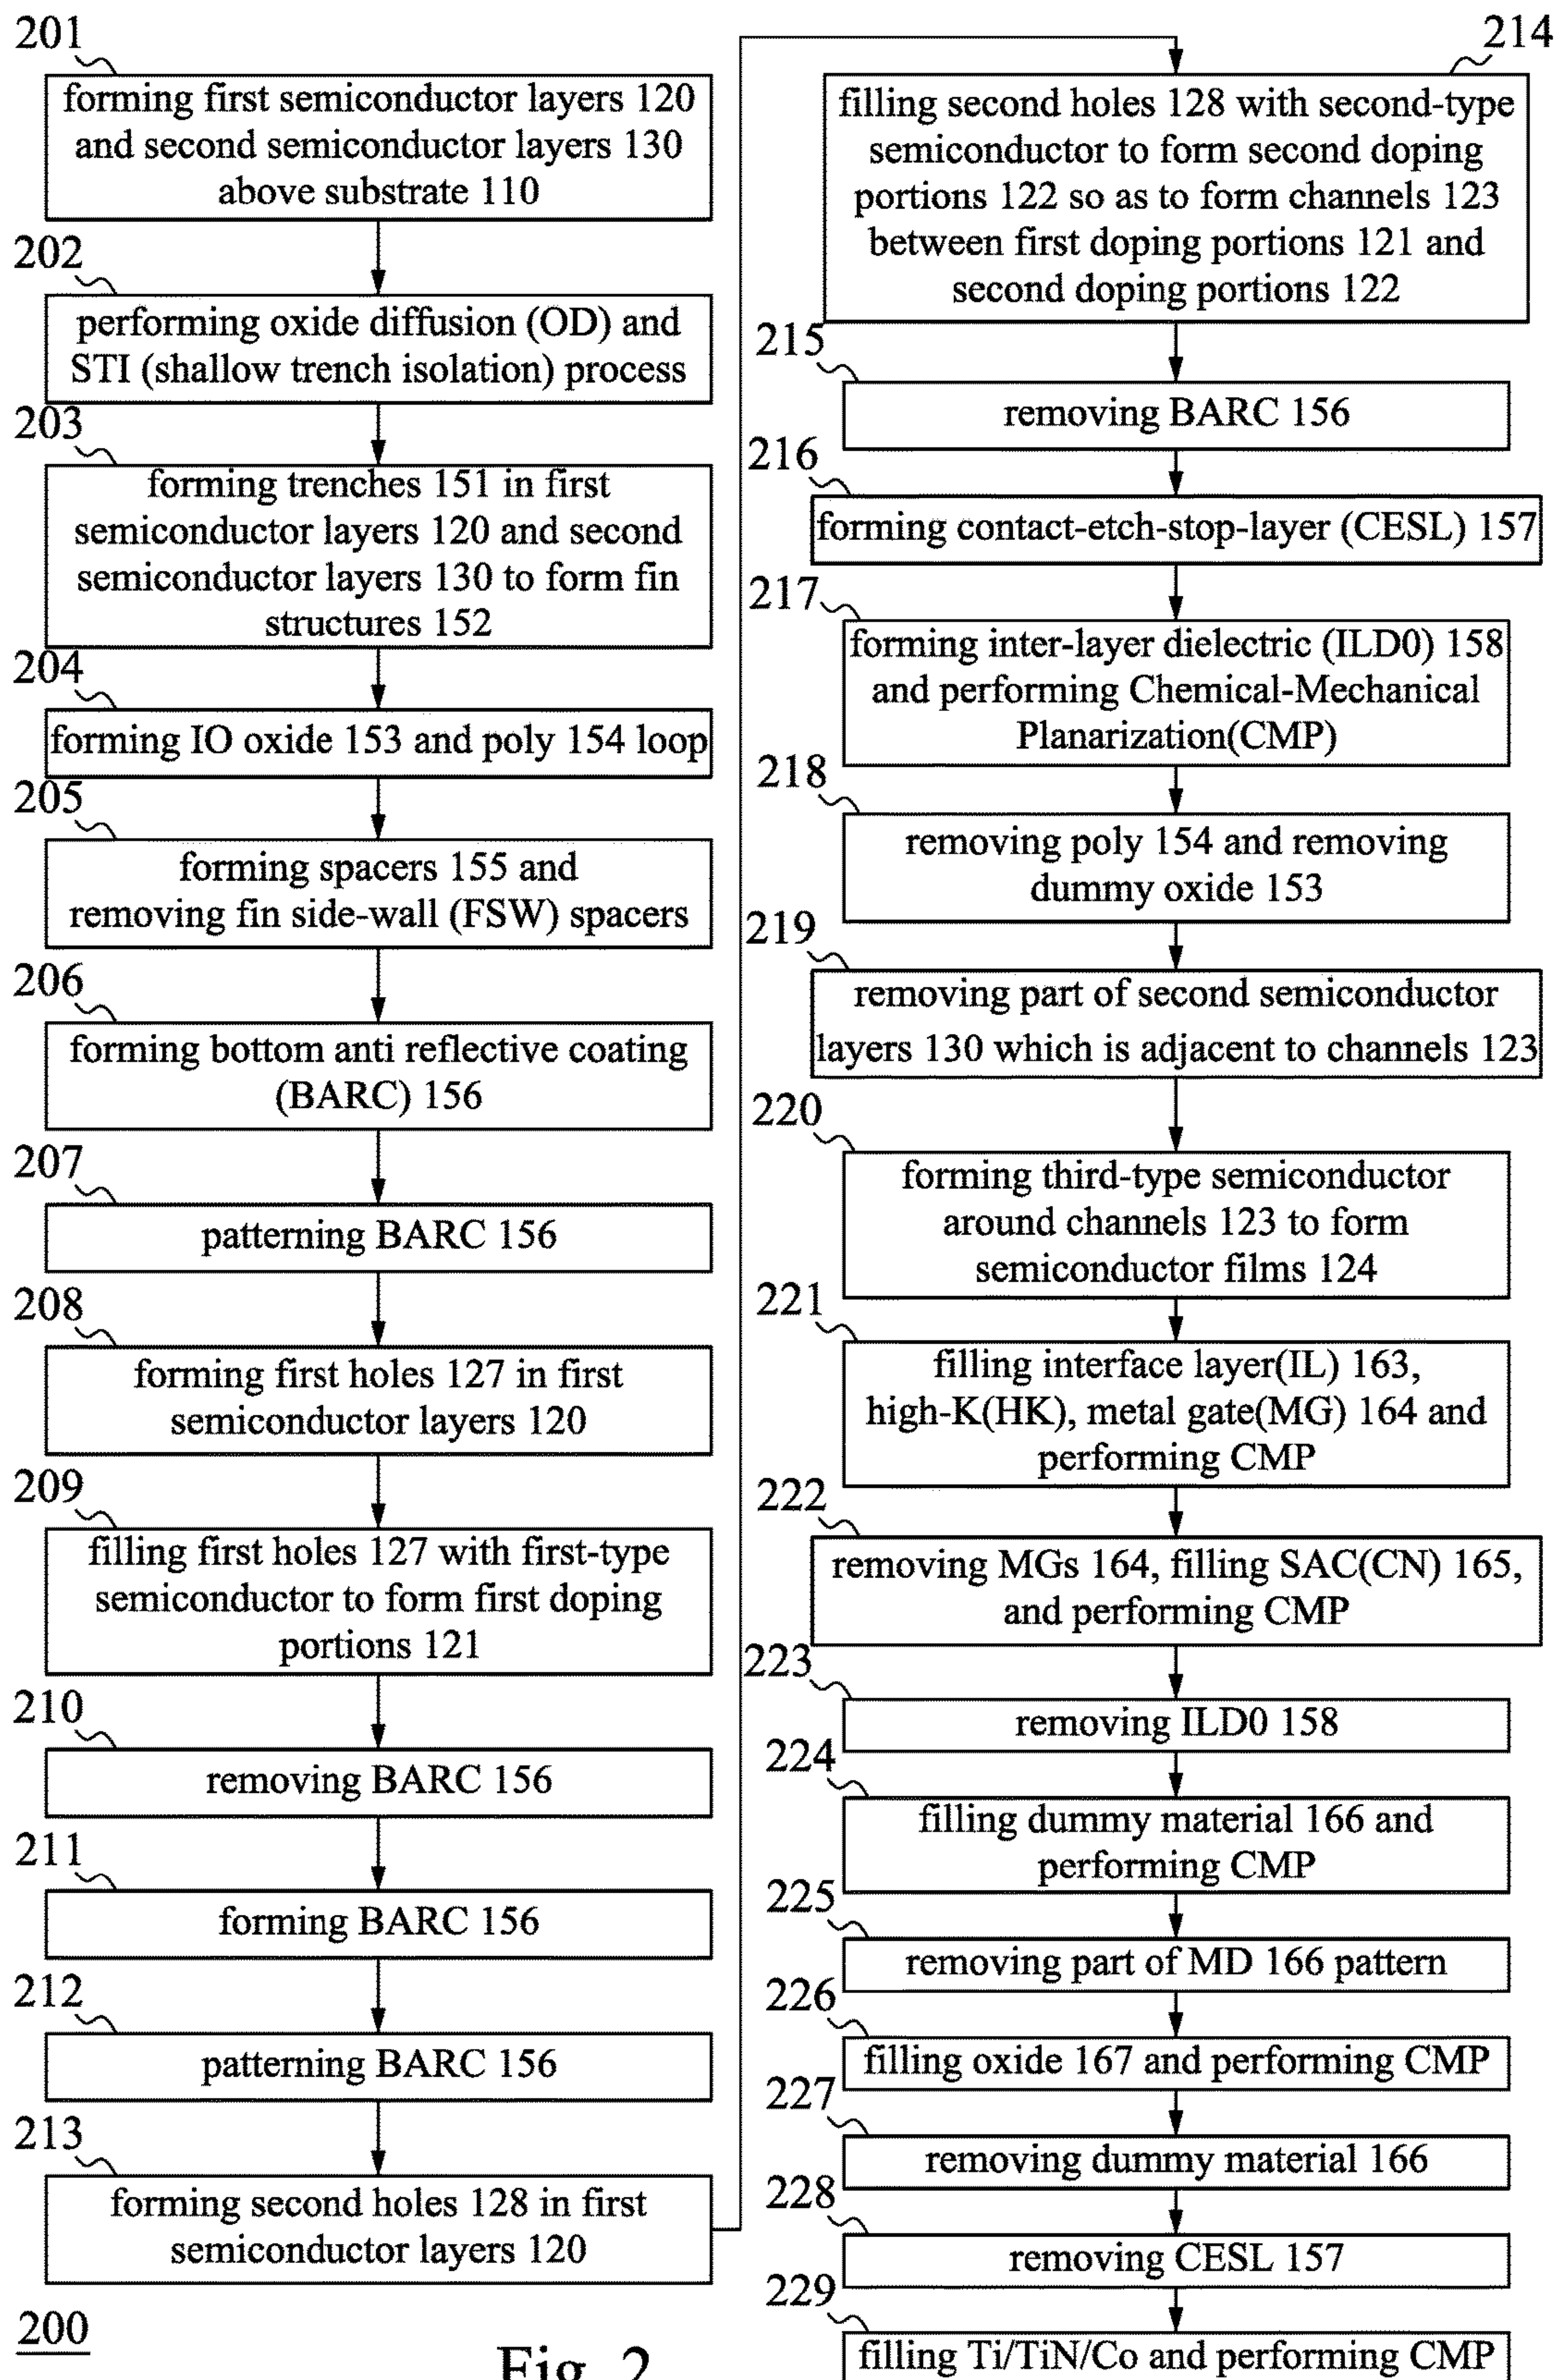 201
forming first semiconductor layers 120
and second semiconductor layers 130
above substrate 110
202
performing oxide diffusion (OD) and
STI (shallow trench isolation) process
203
forming trenches 151 in first
semiconductor layers 120 and second
semiconductor layers 130 to form fin
structures 152
204
forming IO oxide 153 and poly 154 loop
205
forming spacers 155 and
removing fin side-wall (FSW) spacers
206
forming bottom anti reflective coating
(BARC) 156
207
patterning BARC 156
208
forming first holes 127 in first
semiconductor layers 120
209
filling first holes 127 with first-type
semiconductor to form first doping
portions 121
210
removing BARC 156
211
forming BARC 156
212
patterning BARC 156
213
forming second holes 128 in first
semiconductor layers 120
214
filling second holes 128 with second-type
semiconductor to form second doping
portions 122 so as to form channels 123
between first doping portions 121 and
second doping portions 122
215
removing BARC 156
216
forming contact-etch-stop-layer (CESL) 157
217
forming inter-layer dielectric (ILD0) 158
and performing Chemical-Mechanical
Planarization(CMP)
218
removing poly 154 and removing
dummy oxide 153
219
removing part of second semiconductor
layers 130 which is adjacent to channels 123
220
forming third-type semiconductor
around channels 123 to form
semiconductor films 124
221
filling interface layer(IL) 163,
high-K(HK), metal gate(MG) 164 and
performing CMP
222
removing MGs 164, filling SAC(CN) 165,
and performing CMP
223
removing ILD0 158
224
filling dummy material 166 and
performing CMP
225
removing part of MD 166 pattern
226
filling oxide 167 and performing CMP
227
removing dummy material 166
228
removing CESL 157
229
filling Ti/TiN/Co and performing CMP
200
Fig. 2